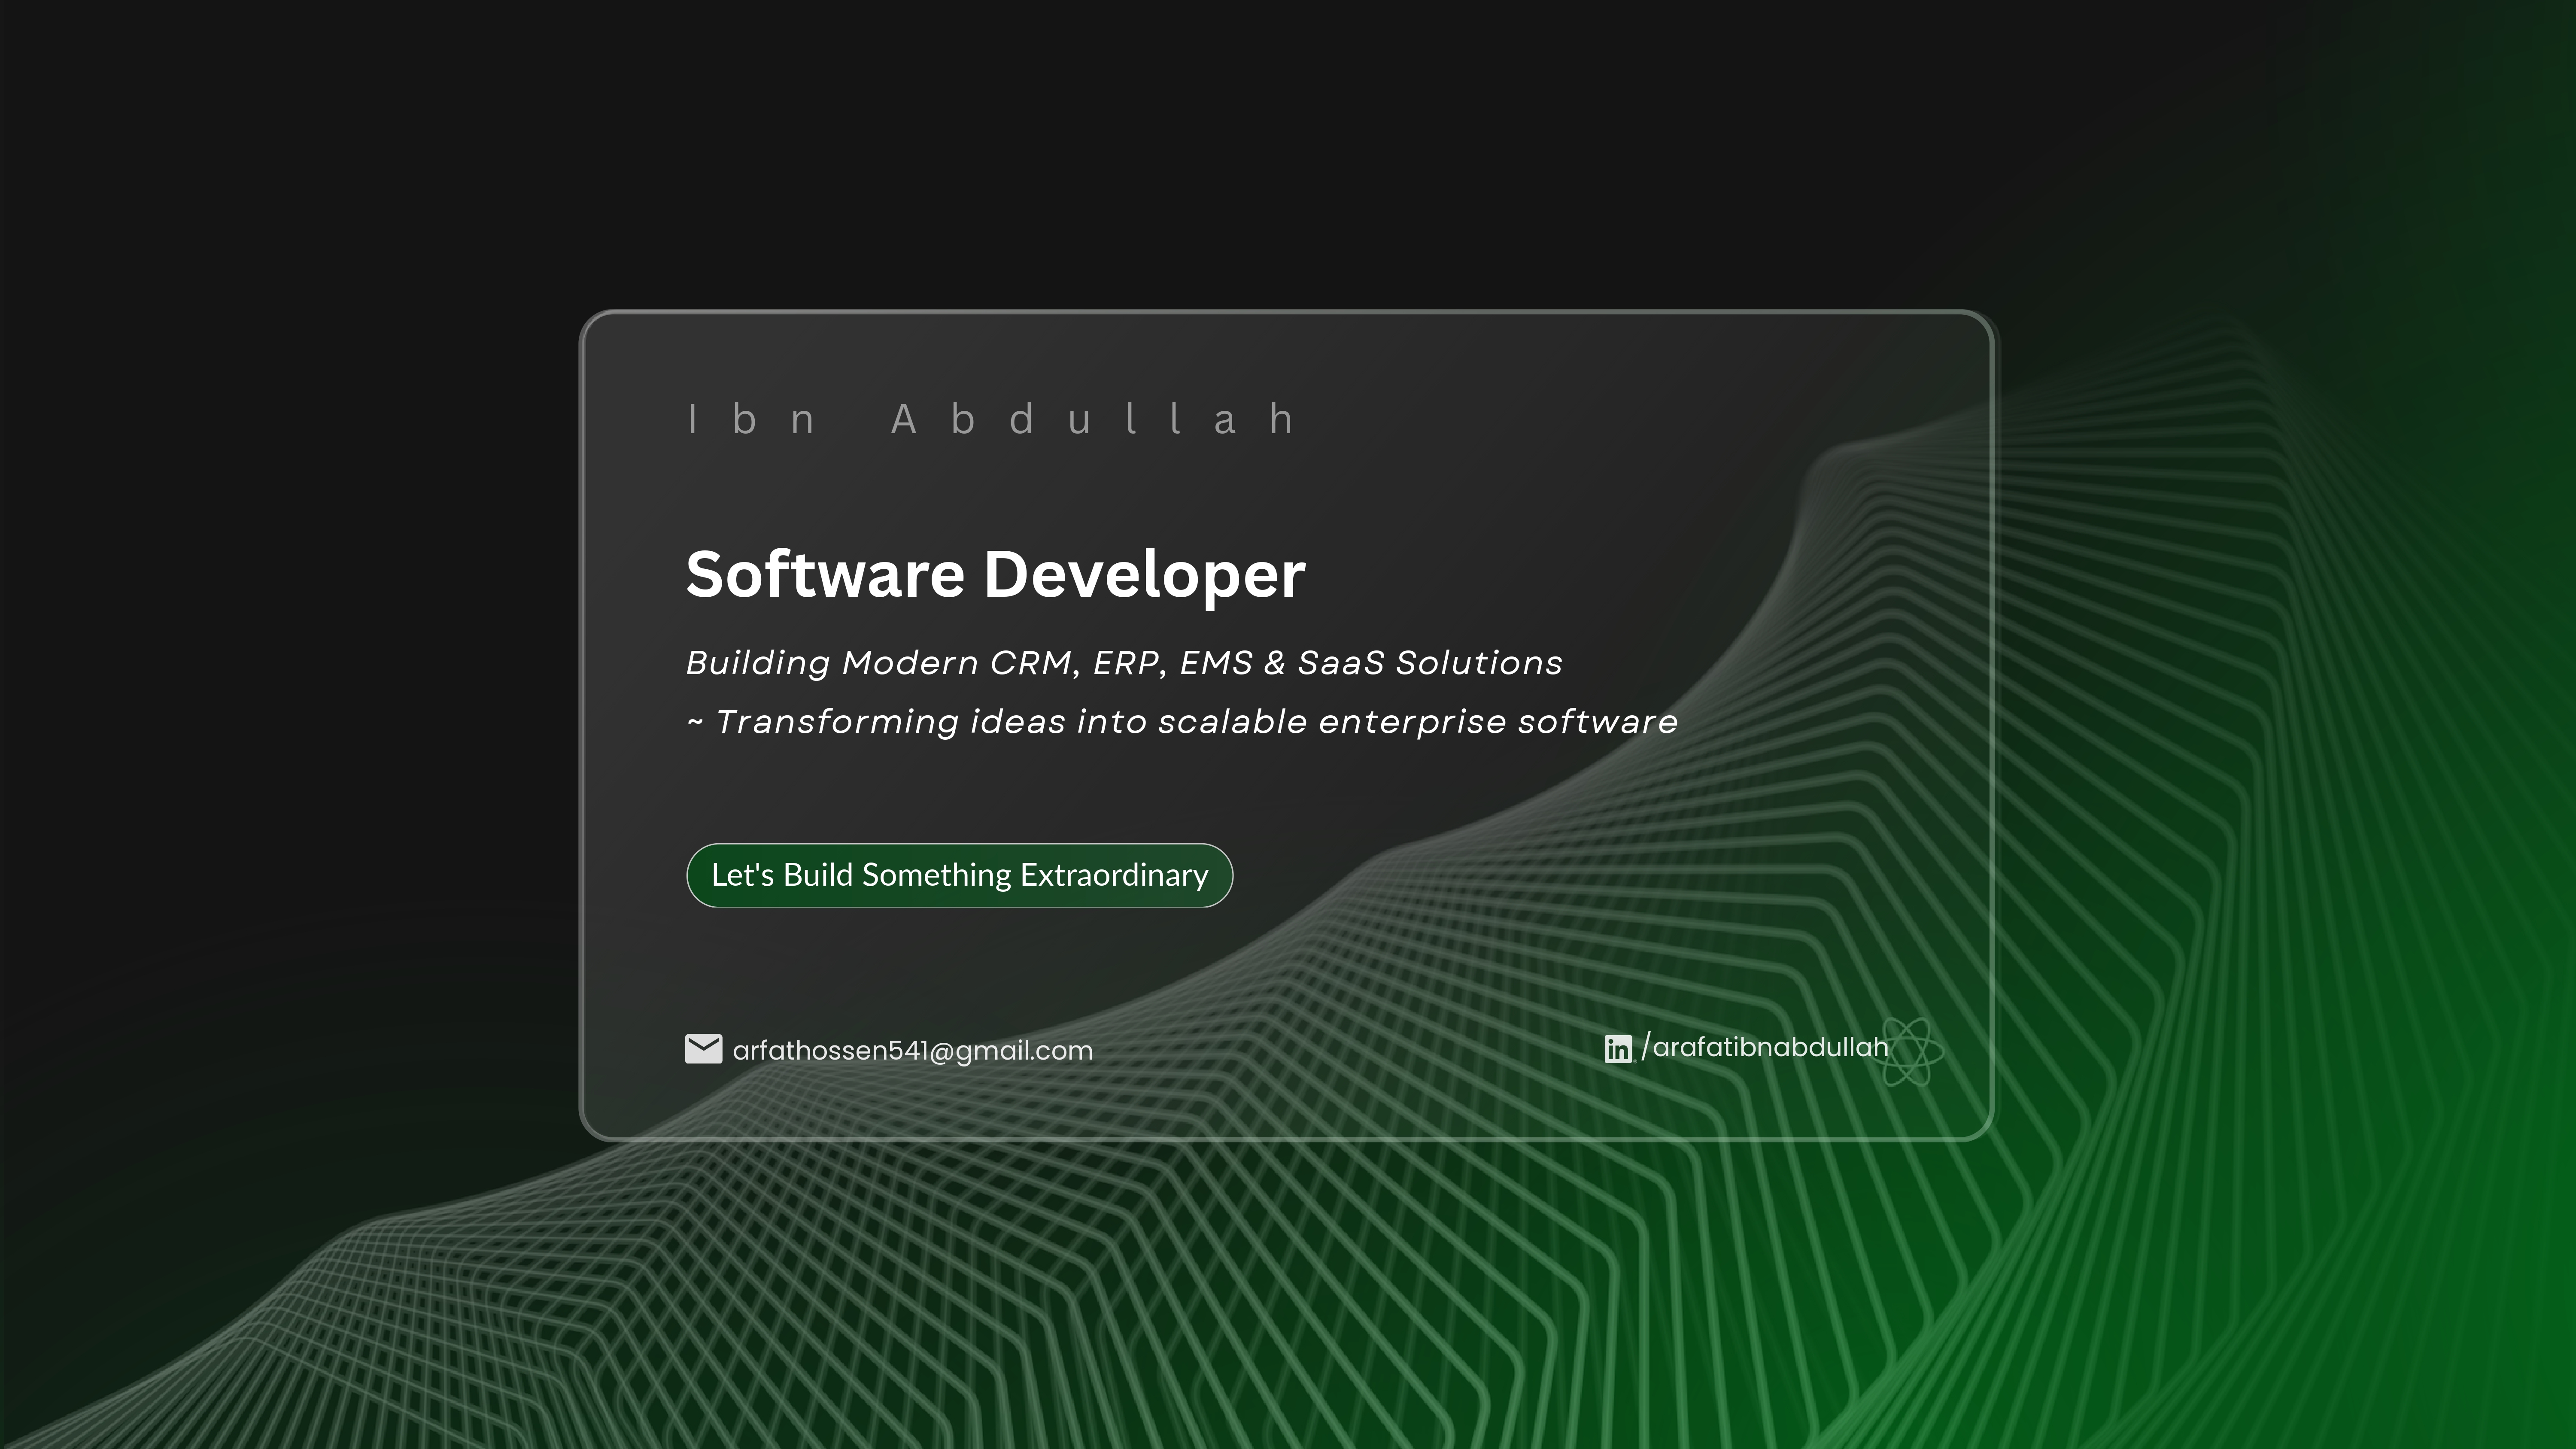 Ibn Abdullah
Software Developer
Building Modern CRM, ERP, EMS & SaaS Solutions
~ Transforming ideas into scalable enterprise software
Let's Build Something Extraordinary
arfathossen541@gmail.com
in /arafatibnabdullah